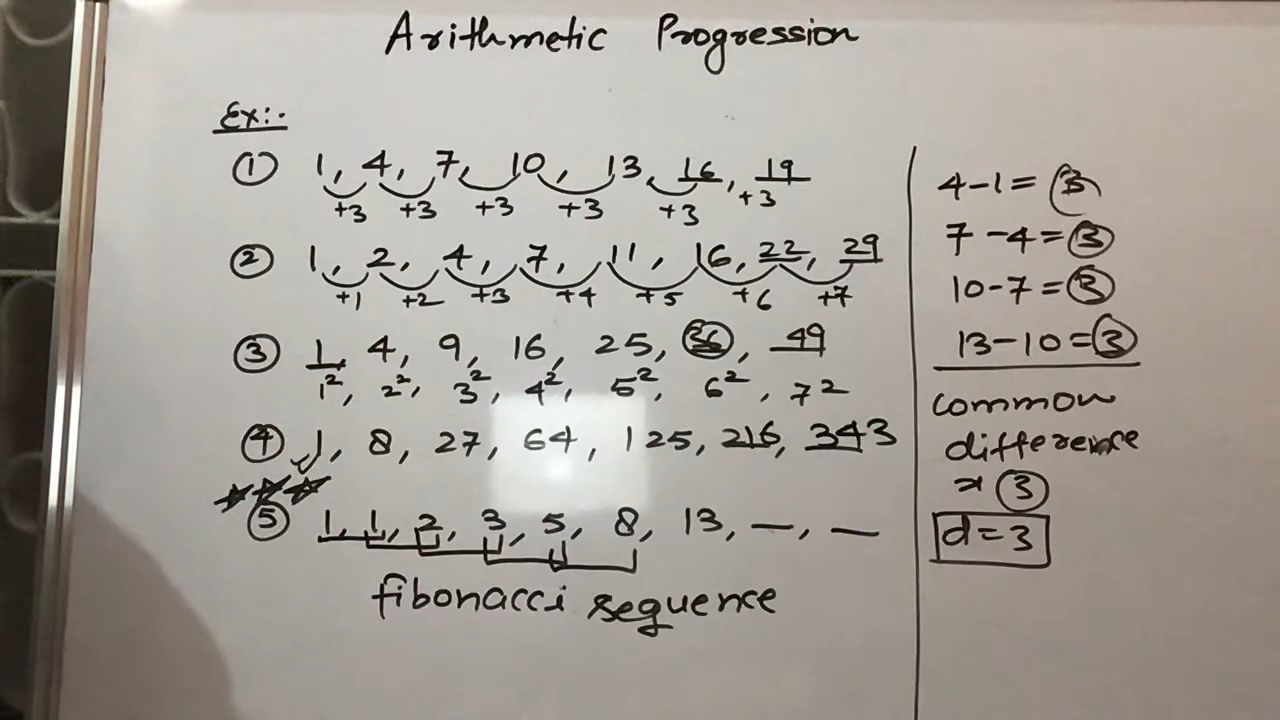 Arithmetic Progression
Ex:-
① 1, 4, 7, 10, 13, 16, 19
+3 +3 +3 +3 +3 +3
② 1, 2, 4, 7, 11, 16, 22, 29
+1 +2 +3 +4 +5 +6 +7
③ 1, 4, 9, 16, 25, 36, 49
1², 2², 3², 4², 5², 6², 7²
④ 1, 8, 27, 64, 125, 216, 343
⑤ 1, 1, 2, 3, 5, 8, 13, —, —
fibonacci sequence
4-1=3
7-4=3
10-7=3
13-10=3
common
difference
③
d=3